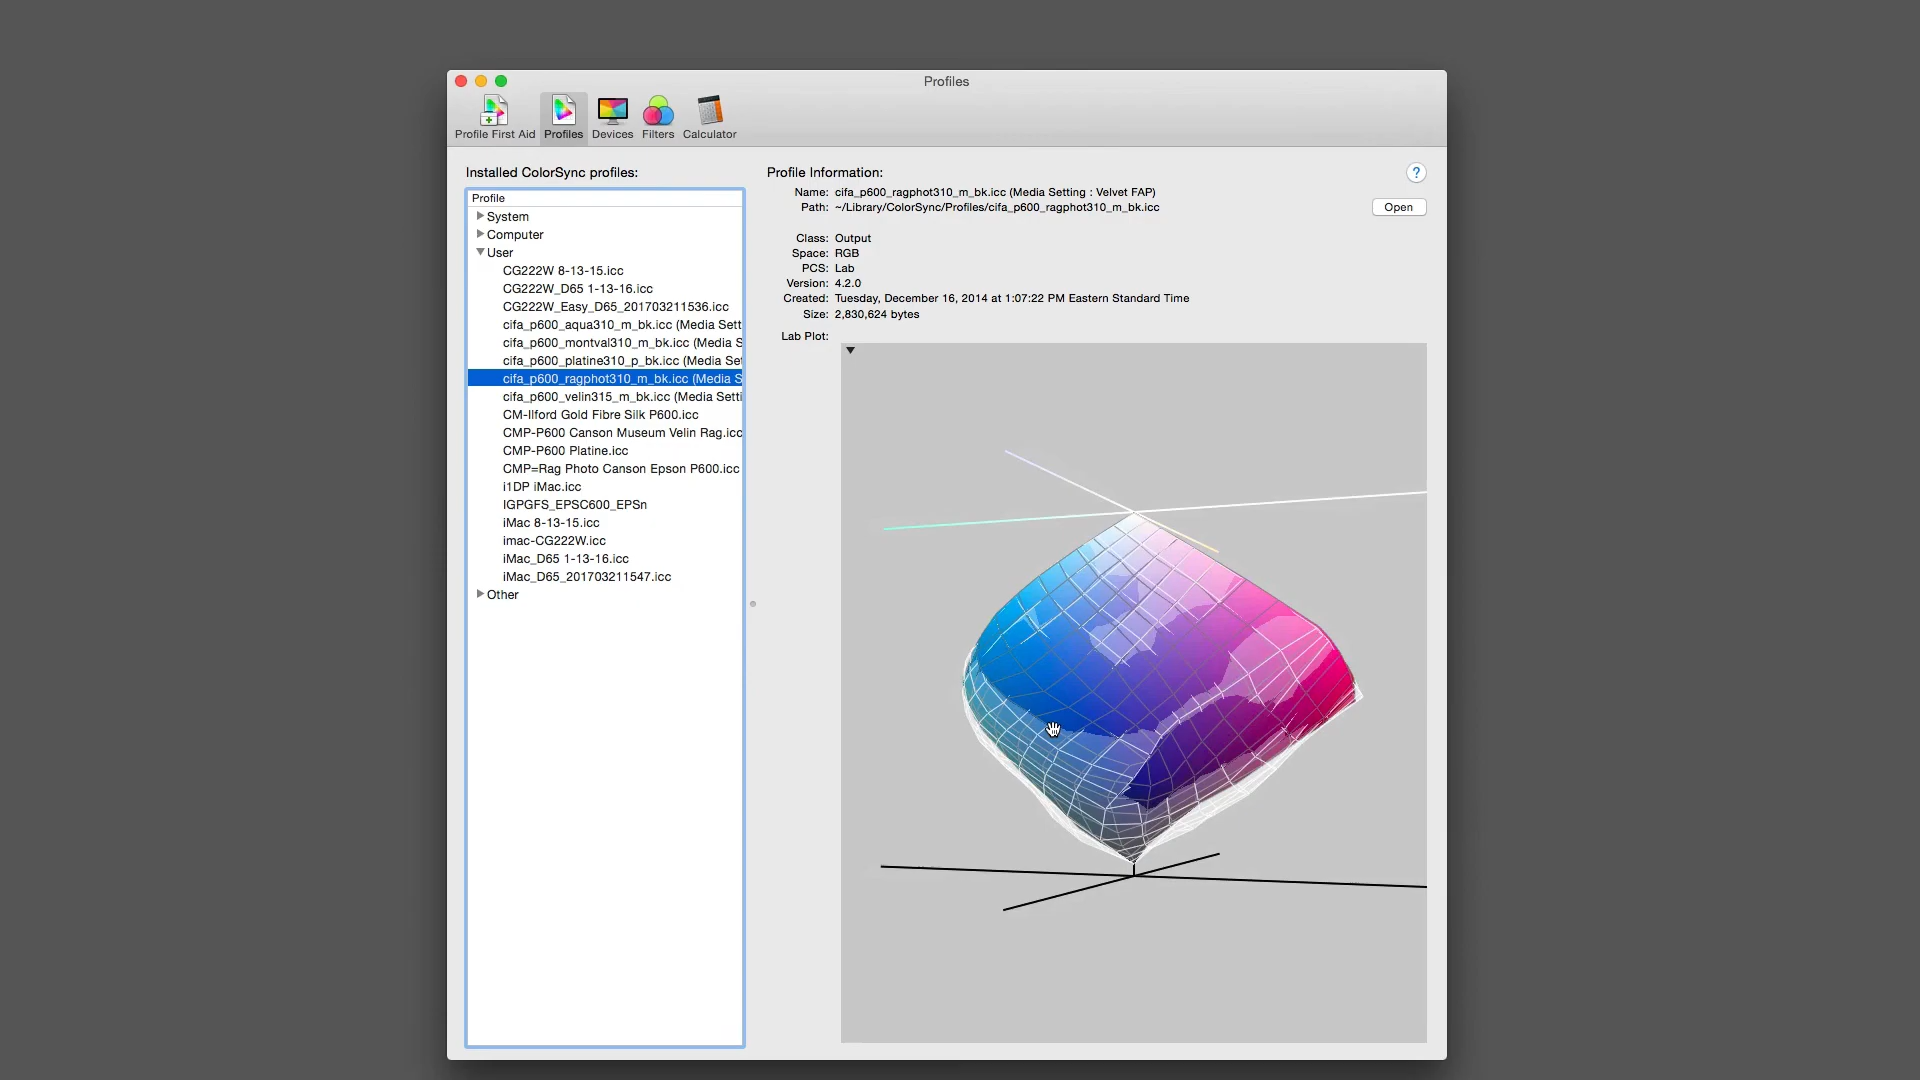 Profiles
Profile First Aid
Profiles
Devices
Filters
Calculator
Installed ColorSync profiles:
Profile
System
Computer
User
CG222W 8-13-15.icc
CG222W_D65 1-13-16.icc
CG222W_Easy_D65_201703211536.icc
cifa_p600_aqua310_m_bk.icc (Media Sett
cifa_p600_montval310_m_bk.icc (Media S
cifa_p600_platine310_p_bk.icc (Media Set
cifa_p600_ragphot310_m_bk.icc (Media S
cifa_p600_velin315_m_bk.icc (Media Setti
CM-Ilford Gold Fibre Silk P600.icc
CMP-P600 Canson Museum Velin Rag.icc
CMP-P600 Platine.icc
CMP=Rag Photo Canson Epson P600.icc
i1DP iMac.icc
IGPGFS_EPSC600_EPSn
iMac 8-13-15.icc
imac-CG222W.icc
iMac_D65 1-13-16.icc
iMac_D65_201703211547.icc
Other
Profile Information:
?
Name: cifa_p600_ragphot310_m_bk.icc (Media Setting : Velvet FAP)
Path: ~/Library/ColorSync/Profiles/cifa_p600_ragphot310_m_bk.icc
Open
Class: Output
Space: RGB
PCS: Lab
Version: 4.2.0
Created: Tuesday, December 16, 2014 at 1:07:22 PM Eastern Standard Time
Size: 2,830,624 bytes
Lab Plot: